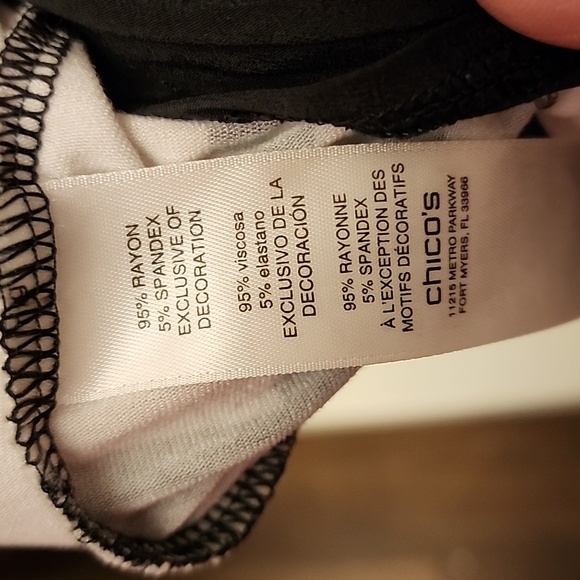 95% RAYON
5% SPANDEX
EXCLUSIVE OF
DECORATION
95% viscosa
5% elastano
EXCLUSIVO DE LA
DECORACIÓN
95% RAYONNE
5% SPANDEX
À L'EXCEPTION DES
MOTIFS DÉCORATIFS
chico's
11215 METRO PARKWAY
FORT MYERS, FL 33966